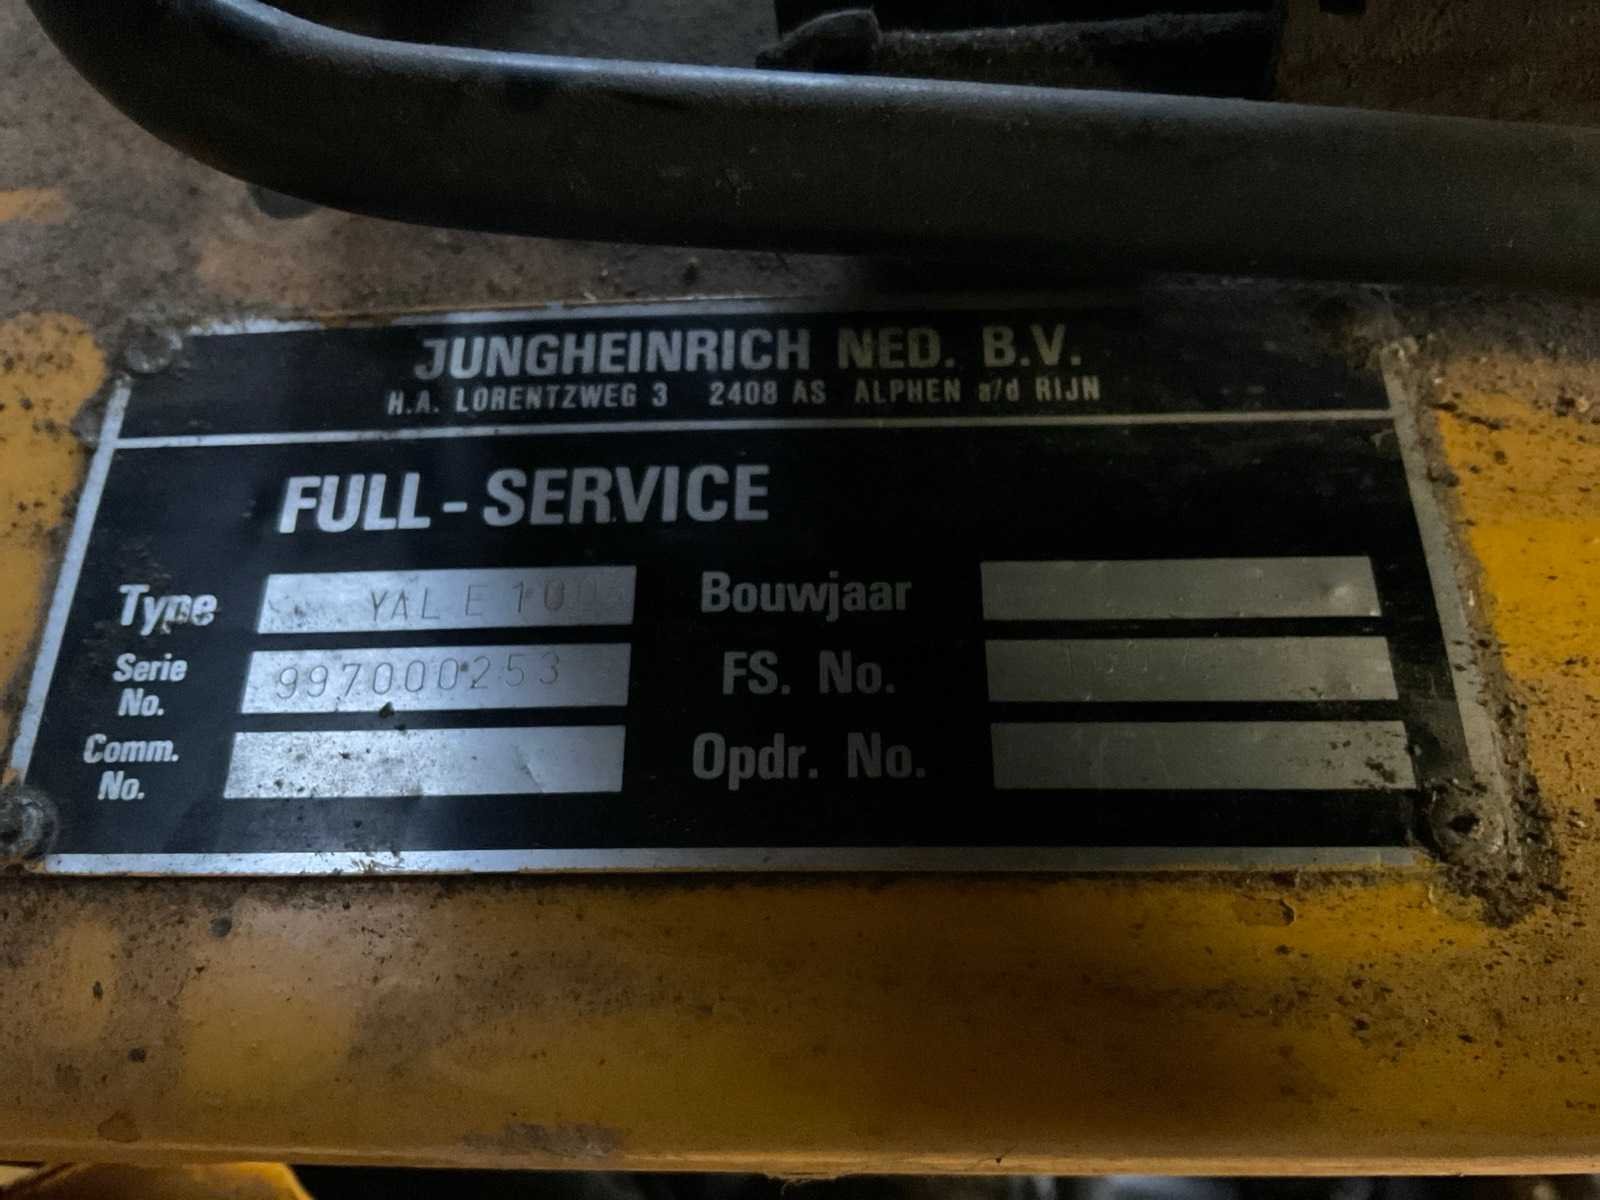 JUNGHEINRICH NED. B.V.
H.A. LORENTZWEG 3 2408 AS ALPHEN a/d RIJN
FULL-SERVICE
Type YALE Bouwjaar
Serie No. 997000253 FS. No.
Comm. No. Opdr. No.